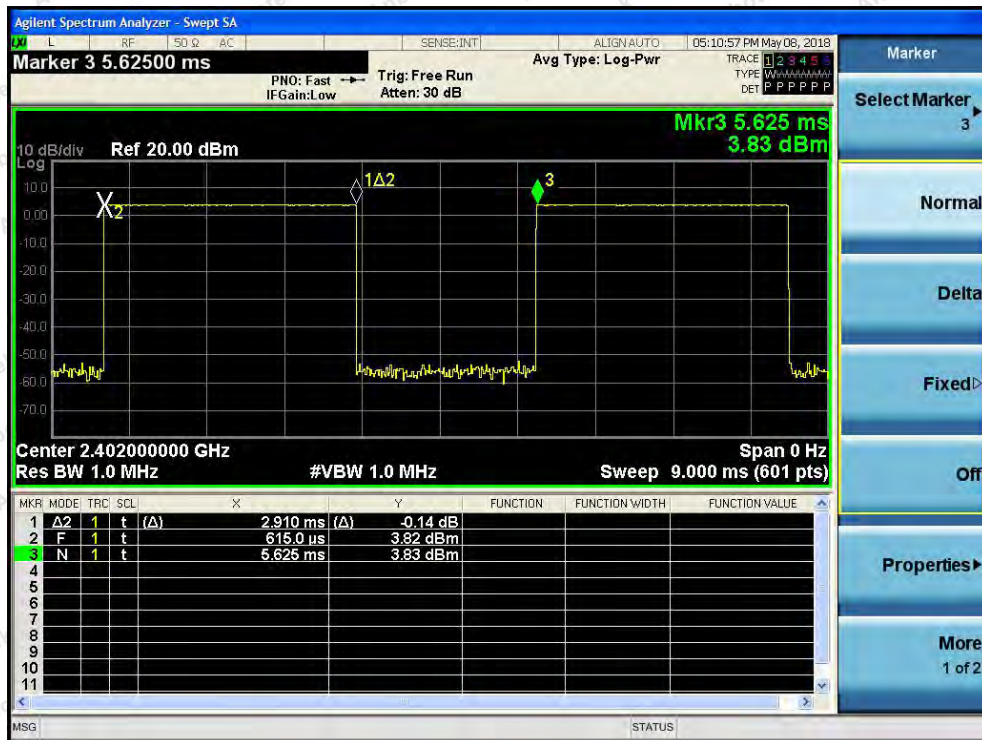 Agilent Spectrum Analyzer - Swept SA
LXI L RF 50 Ω AC SENSE:INT ALIGNAUTO 05:10:57 PM May 08, 2018
Marker 3 5.62500 ms
PNO: Fast
IFGain:Low
Trig: Free Run
Atten: 30 dB
Avg Type: Log-Pwr
TRACE 1 2 3 4 5 6
TYPE
DET P P P P P P
Mkr3 5.625 ms
3.83 dBm
10 dB/div Ref 20.00 dBm
Log
10.0
0.00
-10.0
-20.0
-30.0
-40.0
-50.0
-60.0
-70.0
X2
1Δ2
3
Center 2.402000000 GHz Span 0 Hz
Res BW 1.0 MHz #VBW 1.0 MHz Sweep 9.000 ms (601 pts)
MKR MODE TRC SCL X Y FUNCTION FUNCTION WIDTH FUNCTION VALUE
1 Δ2 1 t (Δ) 2.910 ms (Δ) -0.14 dB
2 F 1 t 615.0 µs 3.82 dBm
3 N 1 t 5.625 ms 3.83 dBm
4
5
6
7
8
9
10
11
MSG STATUS
Marker
Select Marker
3
Normal
Delta
Fixed
Off
Properties
More
1 of 2